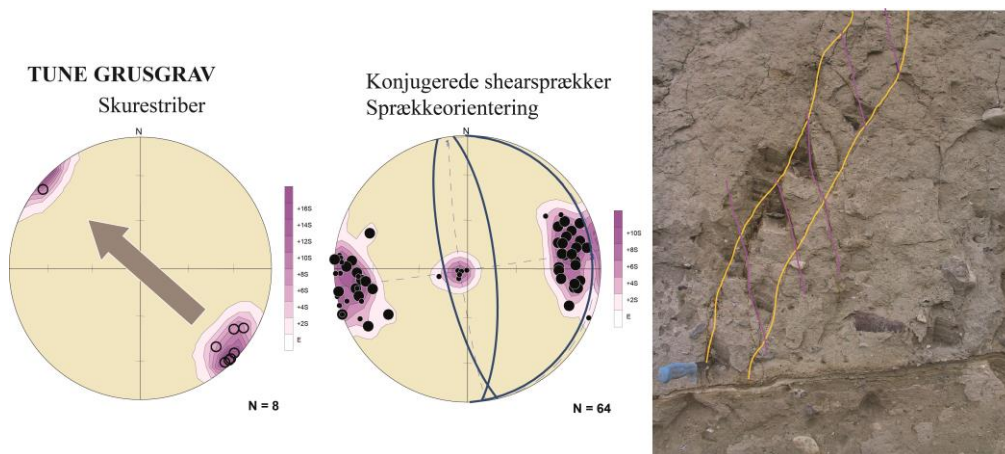 TUNE GRUSGRAV
Skurestriber
N
+16S
+14S
+12S
+10S
+8S
+6S
+4S
+2S
E
N = 8
Konjugerede shearsprækker
Sprækkeorientering
N
+10S
+8S
+6S
+4S
+2S
E
N = 64